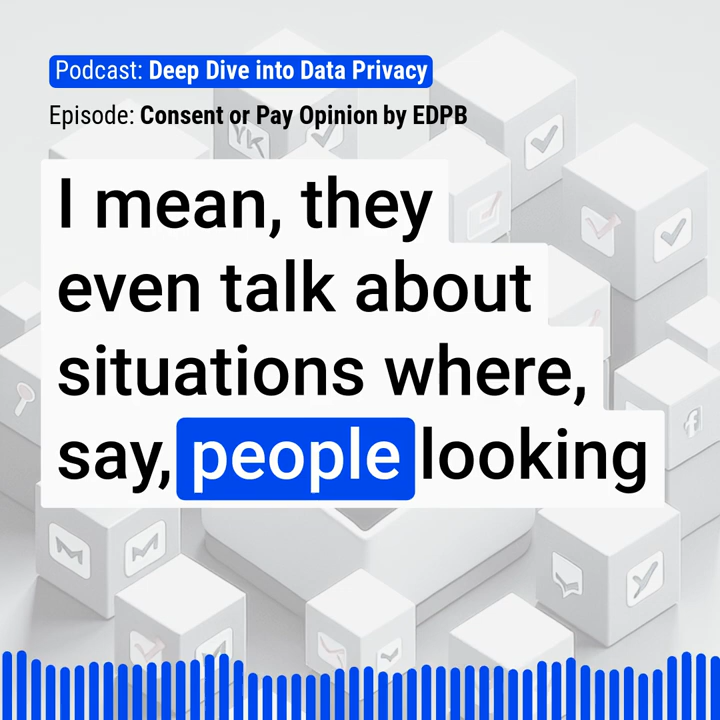 Podcast: Deep Dive into Data Privacy
Episode: Consent or Pay Opinion by EDPB
I mean, they
even talk about
situations where,
say, people looking